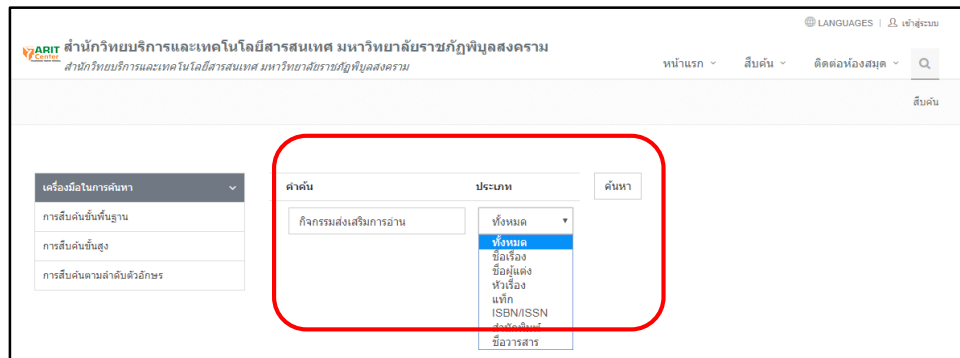 LANGUAGES | เข้าสู่ระบบ
ARIT
Center
สำนักวิทยบริการและเทคโนโลยีสารสนเทศ มหาวิทยาลัยราชภัฏพิบูลสงคราม
สำนักวิทยบริการและเทคโนโลยีสารสนเทศ มหาวิทยาลัยราชภัฏพิบูลสงคราม
หน้าแรก สืบค้น ติดต่อห้องสมุด
สืบค้น
เครื่องมือในการค้นหา
การสืบค้นขั้นพื้นฐาน
การสืบค้นขั้นสูง
การสืบค้นตามลำดับตัวอักษร
คำค้น ประเภท ค้นหา
กิจกรรมส่งเสริมการอ่าน ทั้งหมด
ทั้งหมด
ชื่อเรื่อง
ชื่อผู้แต่ง
หัวเรื่อง
แท็ก
ISBN/ISSN
สำนักพิมพ์
ชื่อวารสาร